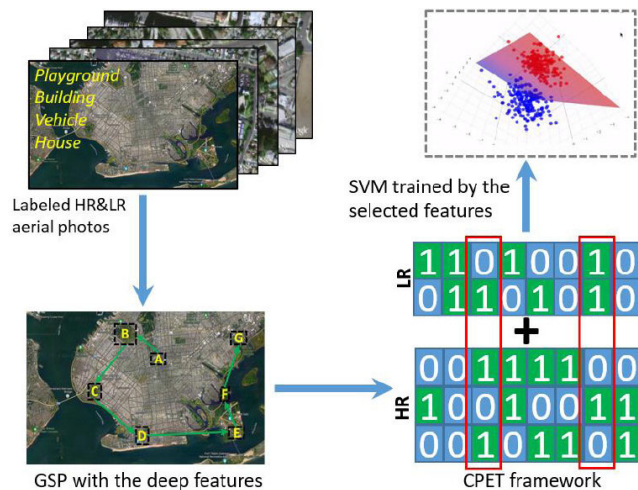 Playground
Building
Vehicle
House
Labeled HR&LR
aerial photos
B
A
G
C
F
D
E
GSP with the deep features
SVM trained by the
selected features
LR
1 1 0 1 0 0 1 0
0 1 1 0 1 0 1 0
+
HR
0 0 1 1 1 1 0 0
1 0 0 1 0 0 1 1
0 0 1 0 1 1 0 1
CPET framework